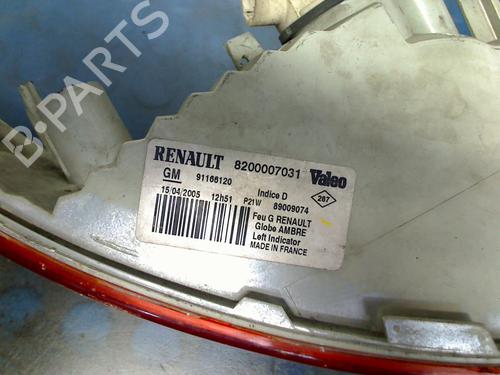 RENAULT 8200007031 Valeo
GM 91166120 Indice D 267
15/04/2005 12h51 P21W 89009074
Feu G RENAULT
Globe AMBRE
Left Indicator
MADE IN FRANCE
B-PARTS